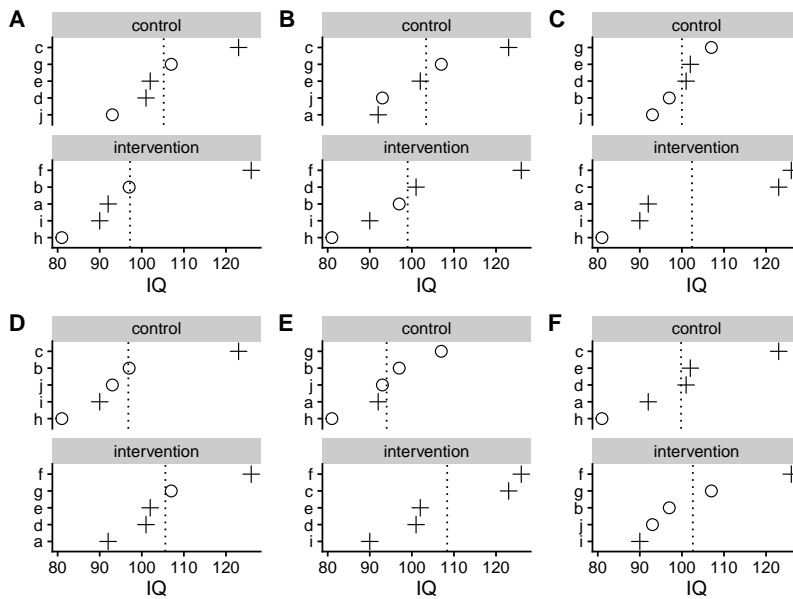 A
control
c
g
e
d
j
intervention
f
b
a
i
h
80 90 100 110 120
IQ
B
control
c
g
e
j
a
intervention
f
d
b
i
h
80 90 100 110 120
IQ
C
control
g
e
d
b
j
intervention
f
c
a
i
h
80 90 100 110 120
IQ
D
control
c
b
j
i
h
intervention
f
g
e
d
a
80 90 100 110 120
IQ
E
control
g
b
j
a
h
intervention
f
c
e
d
i
80 90 100 110 120
IQ
F
control
c
e
d
a
h
intervention
f
g
b
j
i
80 90 100 110 120
IQ